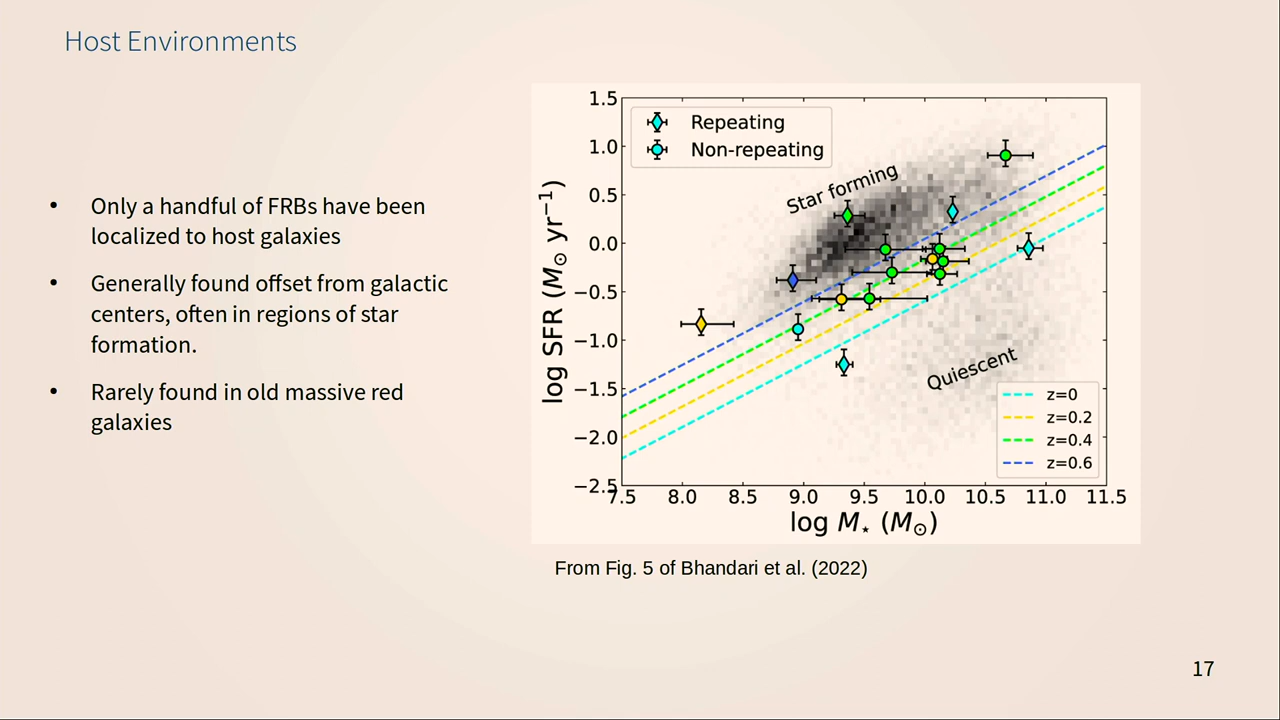 Host Environments
• Only a handful of FRBs have been
localized to host galaxies
• Generally found offset from galactic
centers, often in regions of star
formation.
• Rarely found in old massive red
galaxies
Repeating
Non-repeating
Star forming
Quiescent
z=0
z=0.2
z=0.4
z=0.6
1.5
1.0
0.5
0.0
−0.5
−1.0
−1.5
−2.0
−2.5
log SFR (M⊙ yr⁻¹)
7.5 8.0 8.5 9.0 9.5 10.0 10.5 11.0 11.5
log M⋆ (M⊙)
From Fig. 5 of Bhandari et al. (2022)
17